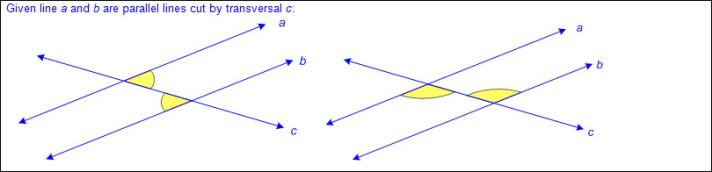 Given line a and b are parallel lines cut by transversal c:
a
b
c
a
b
c